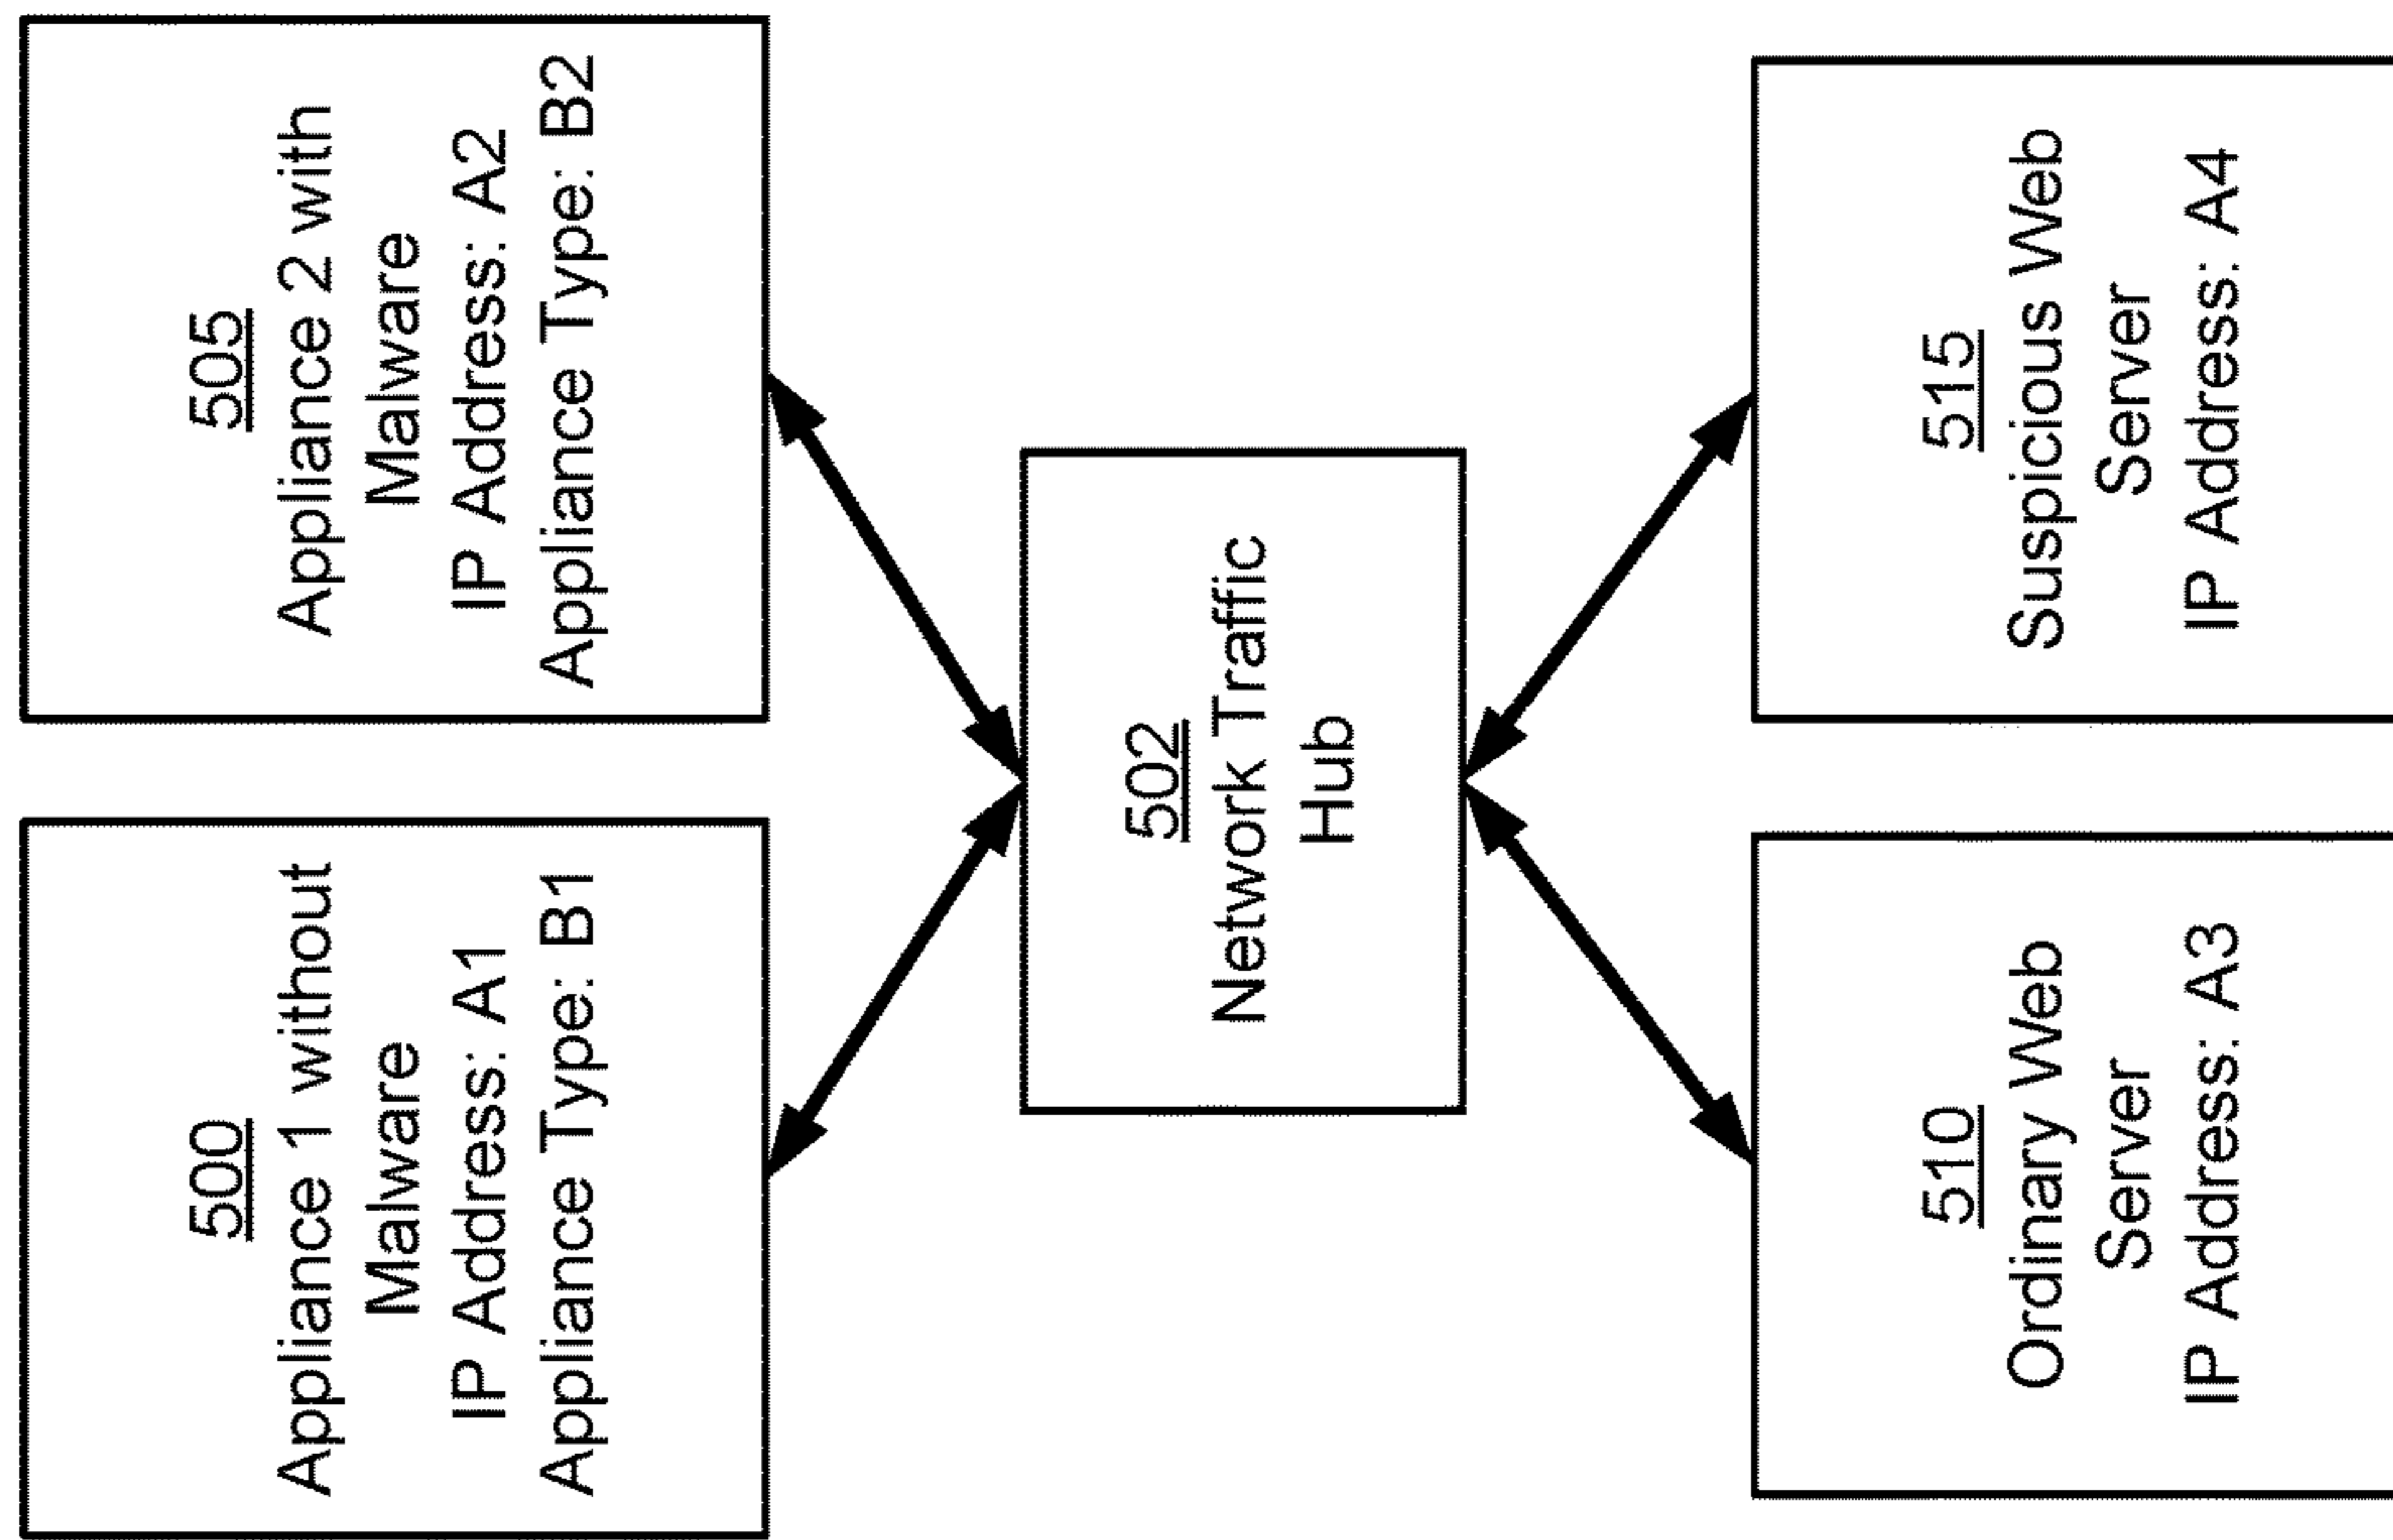 500
Appliance 1 without
Malware
IP Address: A1
Appliance Type: B1
505
Appliance 2 with
Malware
IP Address: A2
Appliance Type: B2
502
Network Traffic
Hub
510
Ordinary Web
Server
IP Address: A3
515
Suspicious Web
Server
IP Address: A4